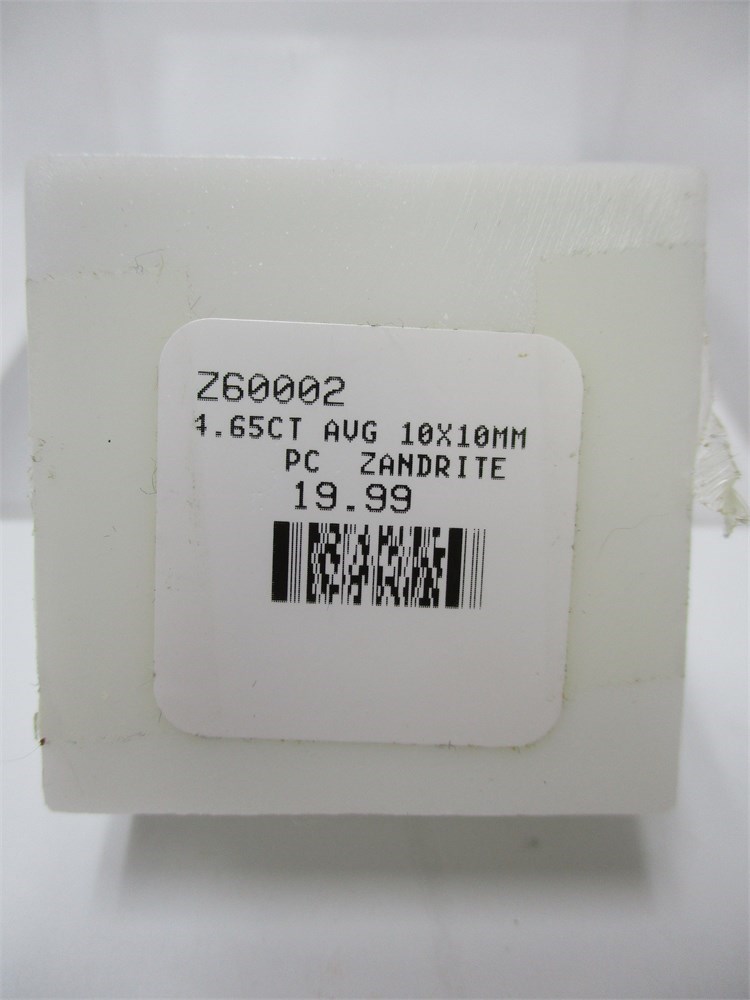 Z60002
4.65CT AVG 10X10MM
PC ZANDRITE
19.99